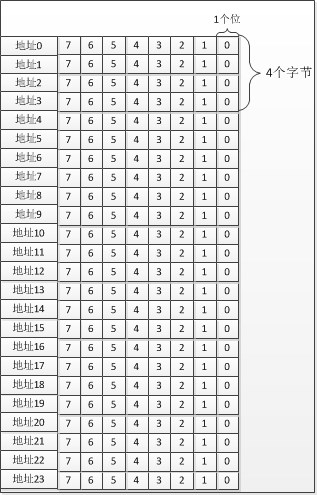 1个位
地址0 7 6 5 4 3 2 1 0
地址1 7 6 5 4 3 2 1 0
地址2 7 6 5 4 3 2 1 0
4个字节
地址3 7 6 5 4 3 2 1 0
地址4 7 6 5 4 3 2 1 0
地址5 7 6 5 4 3 2 1 0
地址6 7 6 5 4 3 2 1 0
地址7 7 6 5 4 3 2 1 0
地址8 7 6 5 4 3 2 1 0
地址9 7 6 5 4 3 2 1 0
地址10 7 6 5 4 3 2 1 0
地址11 7 6 5 4 3 2 1 0
地址12 7 6 5 4 3 2 1 0
地址13 7 6 5 4 3 2 1 0
地址14 7 6 5 4 3 2 1 0
地址15 7 6 5 4 3 2 1 0
地址16 7 6 5 4 3 2 1 0
地址17 7 6 5 4 3 2 1 0
地址18 7 6 5 4 3 2 1 0
地址19 7 6 5 4 3 2 1 0
地址20 7 6 5 4 3 2 1 0
地址21 7 6 5 4 3 2 1 0
地址22 7 6 5 4 3 2 1 0
地址23 7 6 5 4 3 2 1 0